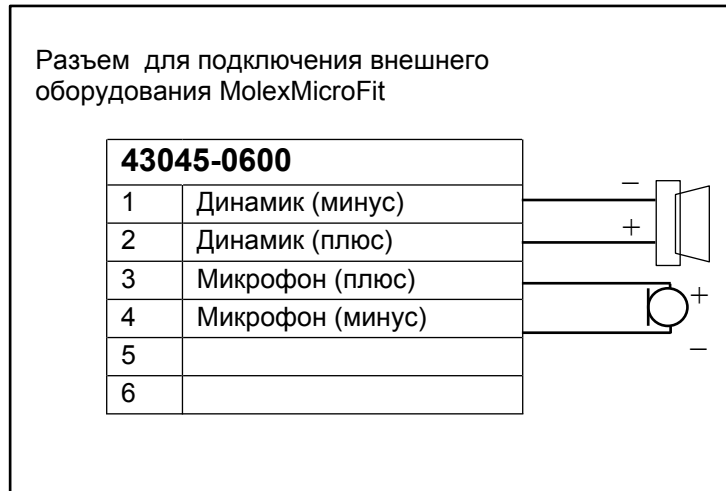 Разъем для подключения внешнего
оборудования MolexMicroFit
43045-0600
1 Динамик (минус)
2 Динамик (плюс)
3 Микрофон (плюс)
4 Микрофон (минус)
5
6
−
+
+
−